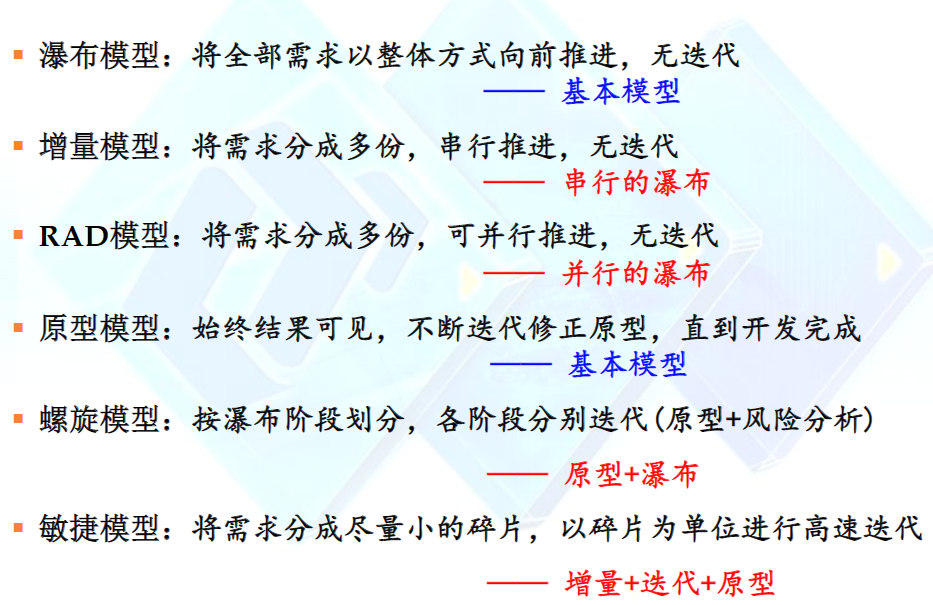 ▪ 瀑布模型：将全部需求以整体方式向前推进，无迭代
—— 基本模型
▪ 增量模型：将需求分成多份，串行推进，无迭代
—— 串行的瀑布
▪ RAD模型：将需求分成多份，可并行推进，无迭代
—— 并行的瀑布
▪ 原型模型：始终结果可见，不断迭代修正原型，直到开发完成
—— 基本模型
▪ 螺旋模型：按瀑布阶段划分，各阶段分别迭代(原型+风险分析)
—— 原型+瀑布
▪ 敏捷模型：将需求分成尽量小的碎片，以碎片为单位进行高速迭代
—— 增量+迭代+原型